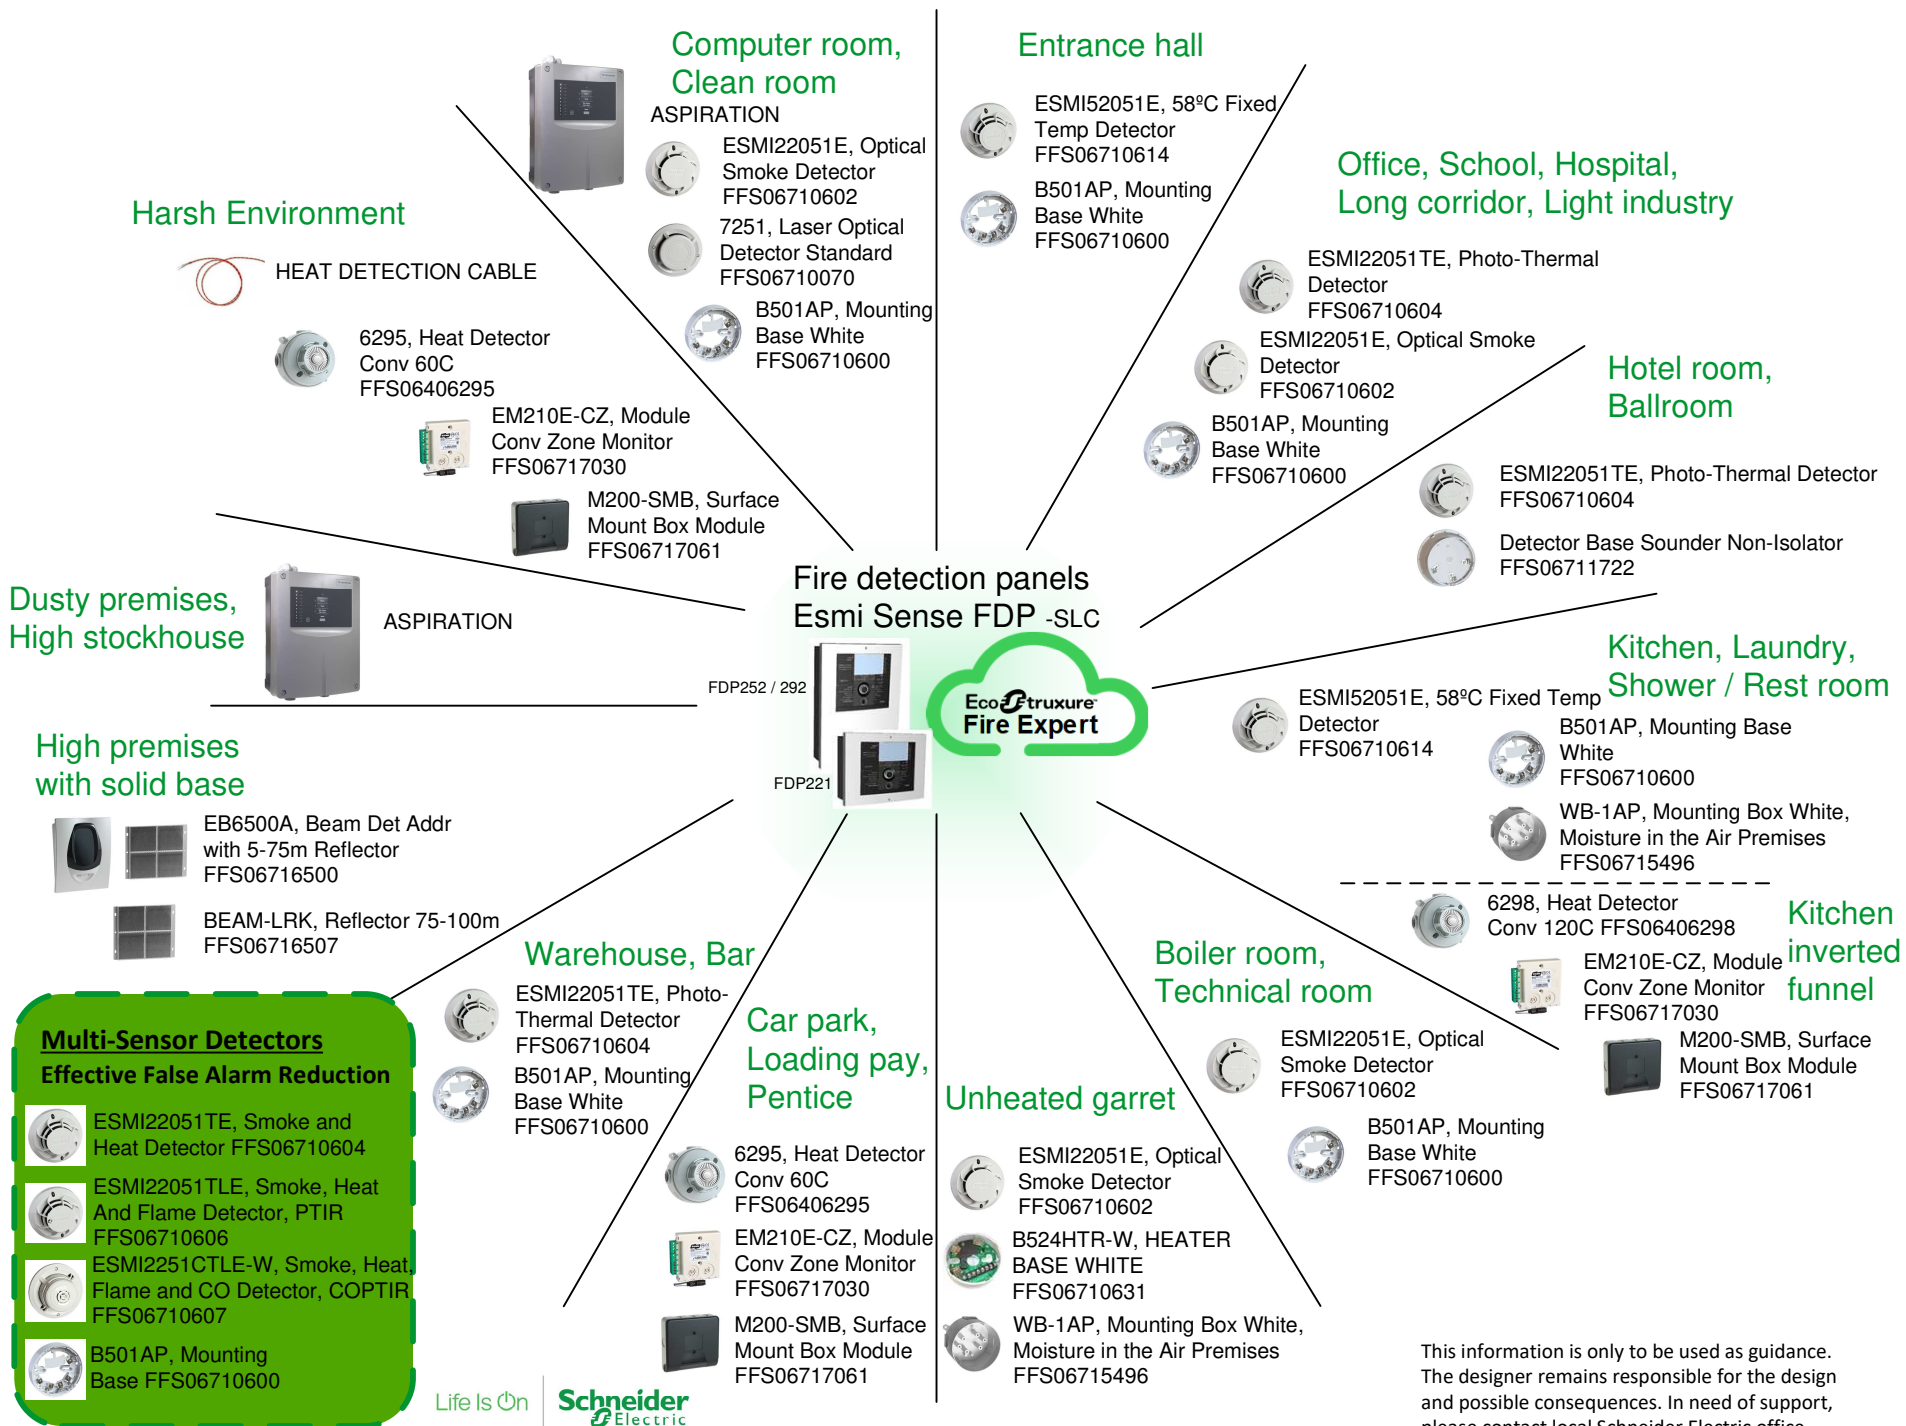 Computer room,
Clean room
ASPIRATION
ESMI22051E, Optical
Smoke Detector
FFS06710602
7251, Laser Optical
Detector Standard
FFS06710070
B501AP, Mounting
Base White
FFS06710600
Entrance hall
ESMI52051E, 58ºC Fixed
Temp Detector
FFS06710614
B501AP, Mounting
Base White
FFS06710600
Office, School, Hospital,
Long corridor, Light industry
ESMI22051TE, Photo-Thermal
Detector
FFS06710604
ESMI22051E, Optical Smoke
Detector
FFS06710602
B501AP, Mounting
Base White
FFS06710600
Hotel room,
Ballroom
ESMI22051TE, Photo-Thermal Detector
FFS06710604
Detector Base Sounder Non-Isolator
FFS06711722
Harsh Environment
HEAT DETECTION CABLE
6295, Heat Detector
Conv 60C
FFS06406295
EM210E-CZ, Module
Conv Zone Monitor
FFS06717030
M200-SMB, Surface
Mount Box Module
FFS06717061
Dusty premises,
High stockhouse
ASPIRATION
Fire detection panels
Esmi Sense FDP -SLC
FDP252 / 292
FDP221
EcoStruxure
Fire Expert
Kitchen, Laundry,
Shower / Rest room
ESMI52051E, 58ºC Fixed Temp
Detector
FFS06710614
B501AP, Mounting Base
White
FFS06710600
WB-1AP, Mounting Box White,
Moisture in the Air Premises
FFS06715496
Kitchen
inverted
funnel
6298, Heat Detector
Conv 120C FFS06406298
EM210E-CZ, Module
Conv Zone Monitor
FFS06717030
M200-SMB, Surface
Mount Box Module
FFS06717061
High premises
with solid base
EB6500A, Beam Det Addr
with 5-75m Reflector
FFS06716500
BEAM-LRK, Reflector 75-100m
FFS06716507
Warehouse, Bar
ESMI22051TE, Photo-
Thermal Detector
FFS06710604
B501AP, Mounting
Base White
FFS06710600
Car park,
Loading pay,
Pentice
6295, Heat Detector
Conv 60C
FFS06406295
EM210E-CZ, Module
Conv Zone Monitor
FFS06717030
M200-SMB, Surface
Mount Box Module
FFS06717061
Unheated garret
ESMI22051E, Optical
Smoke Detector
FFS06710602
B524HTR-W, HEATER
BASE WHITE
FFS06710631
WB-1AP, Mounting Box White,
Moisture in the Air Premises
FFS06715496
Boiler room,
Technical room
ESMI22051E, Optical
Smoke Detector
FFS06710602
B501AP, Mounting
Base White
FFS06710600
Multi-Sensor Detectors
Effective False Alarm Reduction
ESMI22051TE, Smoke and
Heat Detector FFS06710604
ESMI22051TLE, Smoke, Heat
And Flame Detector, PTIR
FFS06710606
ESMI2251CTLE-W, Smoke, Heat,
Flame and CO Detector, COPTIR
FFS06710607
B501AP, Mounting
Base FFS06710600
Life Is On
Schneider
Electric
This information is only to be used as guidance.
The designer remains responsible for the design
and possible consequences. In need of support,
please contact local Schneider Electric office